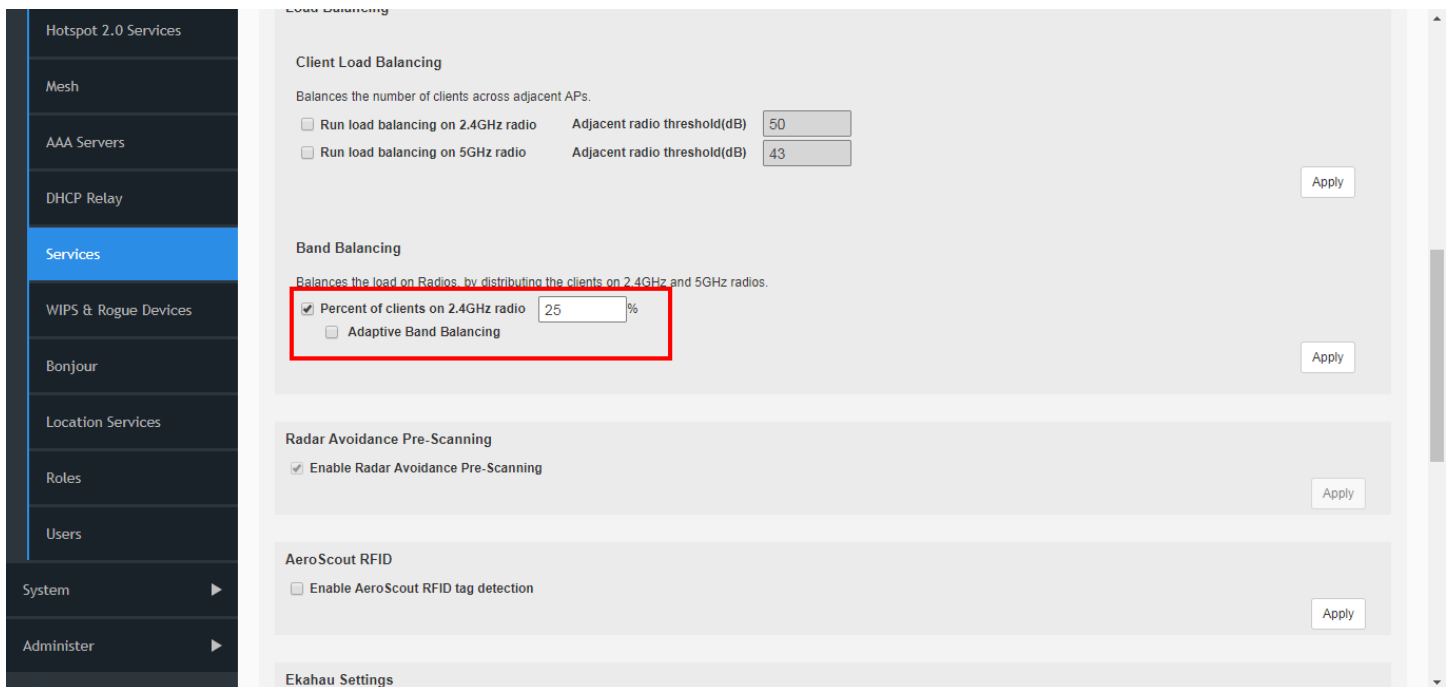 Hotspot 2.0 Services
Mesh
AAA Servers
DHCP Relay
Services
WIPS & Rogue Devices
Bonjour
Location Services
Roles
Users
System
Administer
Load Balancing
Client Load Balancing
Balances the number of clients across adjacent APs.
Run load balancing on 2.4GHz radio Adjacent radio threshold(dB) 50
Run load balancing on 5GHz radio Adjacent radio threshold(dB) 43
Apply
Band Balancing
Balances the load on Radios, by distributing the clients on 2.4GHz and 5GHz radios.
Percent of clients on 2.4GHz radio 25 %
Adaptive Band Balancing
Apply
Radar Avoidance Pre-Scanning
Enable Radar Avoidance Pre-Scanning
Apply
AeroScout RFID
Enable AeroScout RFID tag detection
Apply
Ekahau Settings